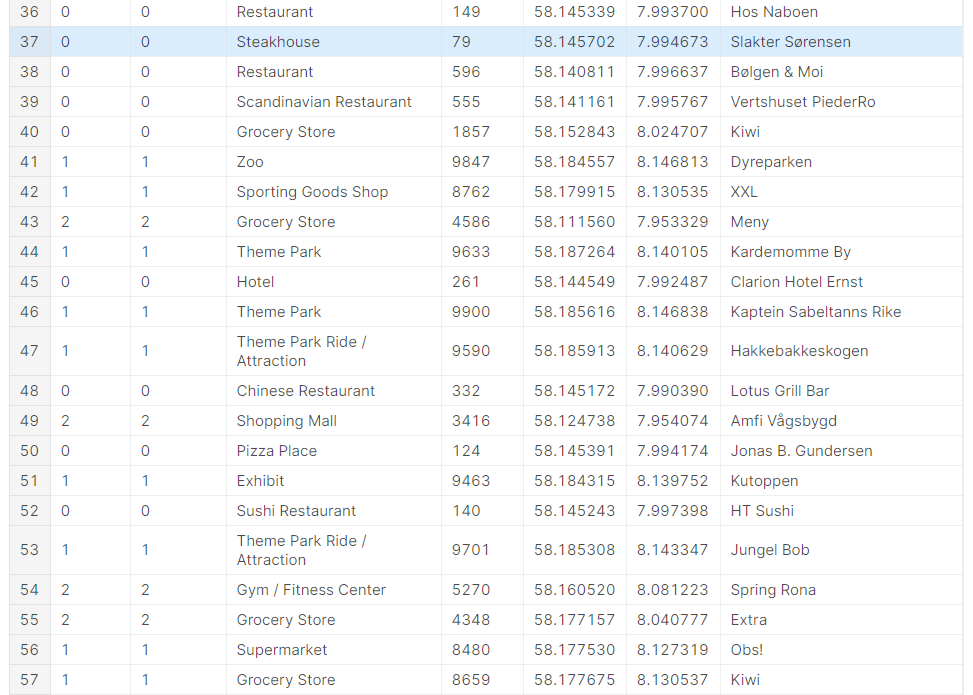 36 0 0 Restaurant 149 58.145339 7.993700 Hos Naboen
37 0 0 Steakhouse 79 58.145702 7.994673 Slakter Sørensen
38 0 0 Restaurant 596 58.140811 7.996637 Bølgen & Moi
39 0 0 Scandinavian Restaurant 555 58.141161 7.995767 Vertshuset PiederRo
40 0 0 Grocery Store 1857 58.152843 8.024707 Kiwi
41 1 1 Zoo 9847 58.184557 8.146813 Dyreparken
42 1 1 Sporting Goods Shop 8762 58.179915 8.130535 XXL
43 2 2 Grocery Store 4586 58.111560 7.953329 Meny
44 1 1 Theme Park 9633 58.187264 8.140105 Kardemomme By
45 0 0 Hotel 261 58.144549 7.992487 Clarion Hotel Ernst
46 1 1 Theme Park 9900 58.185616 8.146838 Kaptein Sabeltanns Rike
47 1 1 Theme Park Ride /
Attraction 9590 58.185913 8.140629 Hakkebakkeskogen
48 0 0 Chinese Restaurant 332 58.145172 7.990390 Lotus Grill Bar
49 2 2 Shopping Mall 3416 58.124738 7.954074 Amfi Vågsbygd
50 0 0 Pizza Place 124 58.145391 7.994174 Jonas B. Gundersen
51 1 1 Exhibit 9463 58.184315 8.139752 Kutoppen
52 0 0 Sushi Restaurant 140 58.145243 7.997398 HT Sushi
53 1 1 Theme Park Ride /
Attraction 9701 58.185308 8.143347 Jungel Bob
54 2 2 Gym / Fitness Center 5270 58.160520 8.081223 Spring Rona
55 2 2 Grocery Store 4348 58.177157 8.040777 Extra
56 1 1 Supermarket 8480 58.177530 8.127319 Obs!
57 1 1 Grocery Store 8659 58.177675 8.130537 Kiwi